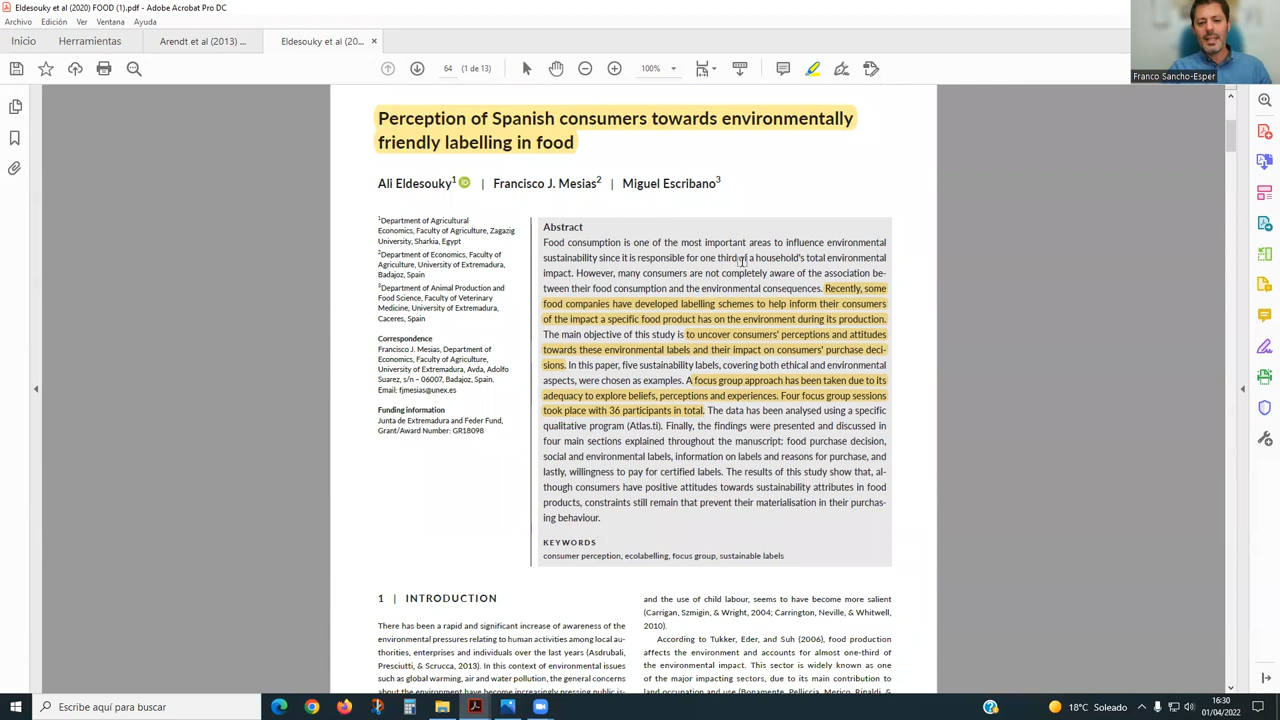 Eldesouky et al (2020) FOOD (1).pdf - Adobe Acrobat Pro DC
Archivo Edición Ver Ventana Ayuda
Inicio Herramientas Arendt et al (2013) ... Eldesouky et al (20... ×
64 (1 de 13) 100%
Franco Sancho-Esper
Perception of Spanish consumers towards environmentally
friendly labelling in food
Ali Eldesouky1 iD | Francisco J. Mesias2 | Miguel Escribano3
1Department of Agricultural
Economics, Faculty of Agriculture, Zagazig
University, Sharkia, Egypt
2Department of Economics, Faculty of
Agriculture, University of Extremadura,
Badajoz, Spain
3Department of Animal Production and
Food Science, Faculty of Veterinary
Medicine, University of Extremadura,
Caceres, Spain
Correspondence
Francisco J. Mesias, Department of
Economics, Faculty of Agriculture,
University of Extremadura, Avda, Adolfo
Suarez, s/n – 06007, Badajoz, Spain.
Email: fjmesias@unex.es
Funding information
Junta de Extremadura and Feder Fund,
Grant/Award Number: GR18098
Abstract
Food consumption is one of the most important areas to influence environmental
sustainability since it is responsible for one third of a household's total environmental
impact. However, many consumers are not completely aware of the association be-
tween their food consumption and the environmental consequences. Recently, some
food companies have developed labelling schemes to help inform their consumers
of the impact a specific food product has on the environment during its production.
The main objective of this study is to uncover consumers' perceptions and attitudes
towards these environmental labels and their impact on consumers' purchase deci-
sions. In this paper, five sustainability labels, covering both ethical and environmental
aspects, were chosen as examples. A focus group approach has been taken due to its
adequacy to explore beliefs, perceptions and experiences. Four focus group sessions
took place with 36 participants in total. The data has been analysed using a specific
qualitative program (Atlas.ti). Finally, the findings were presented and discussed in
four main sections explained throughout the manuscript: food purchase decision,
social and environmental labels, information on labels and reasons for purchase, and
lastly, willingness to pay for certified labels. The results of this study show that, al-
though consumers have positive attitudes towards sustainability attributes in food
products, constraints still remain that prevent their materialisation in their purchas-
ing behaviour.
KEYWORDS
consumer perception, ecolabelling, focus group, sustainable labels
1 | INTRODUCTION
There has been a rapid and significant increase of awareness of the
environmental pressures relating to human activities among local au-
thorities, enterprises and individuals over the last years (Asdrubali,
Presciutti, & Scrucca, 2013). In this context of environmental issues
such as global warming, air and water pollution, the general concerns
about the environment have become increasingly pressing public is-
and the use of child labour, seems to have become more salient
(Carrigan, Szmigin, & Wright, 2004; Carrington, Neville, & Whitwell,
2010).
According to Tukker, Eder, and Suh (2006), food production
affects the environment and accounts for almost one-third of
the environmental impact. This sector is widely known as one
of the major impacting sectors, due to its main contribution to
land occupation and use (Bonamente, Pelliccia, Merico, Rinaldi, &
Escribe aquí para buscar
18°C Soleado
16:30
01/04/2022